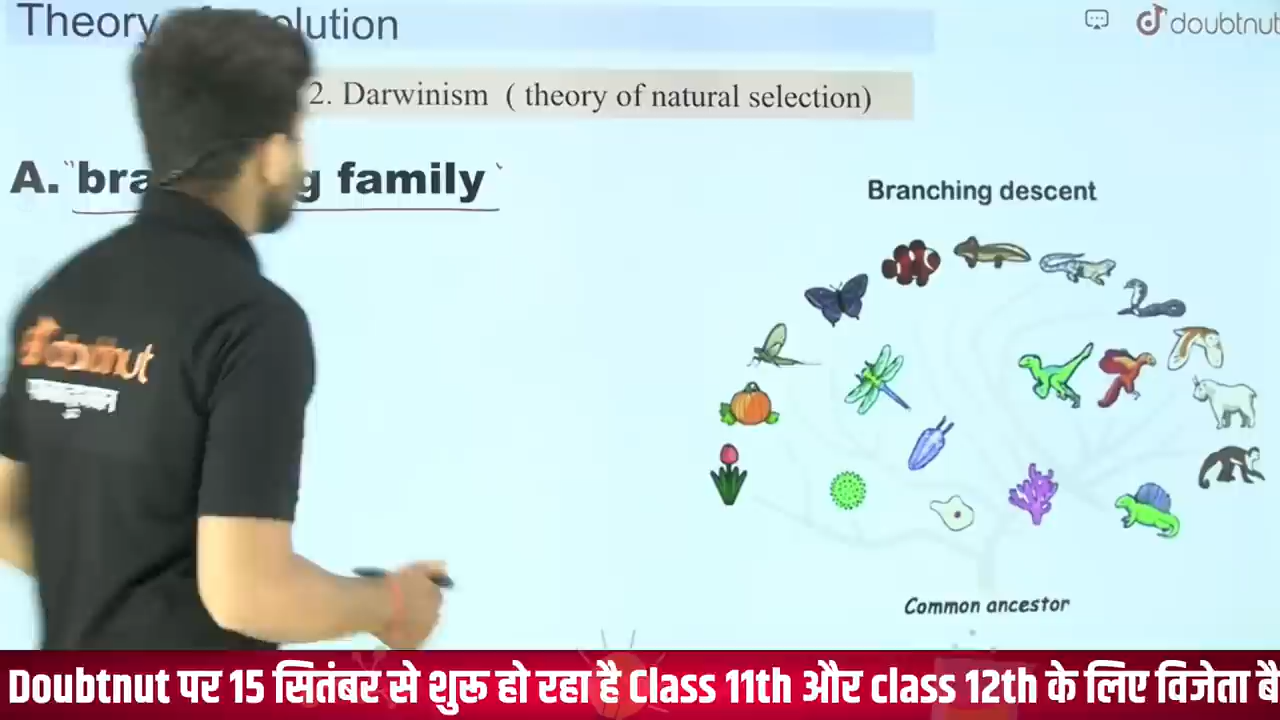 Theory olution
doubtnut
2. Darwinism ( theory of natural selection)
A. "bra g family
Branching descent
Common ancestor
Doubtnut पर 15 सितंबर से शुरू हो रहा है Class 11th और class 12th के लिए विजेता बै